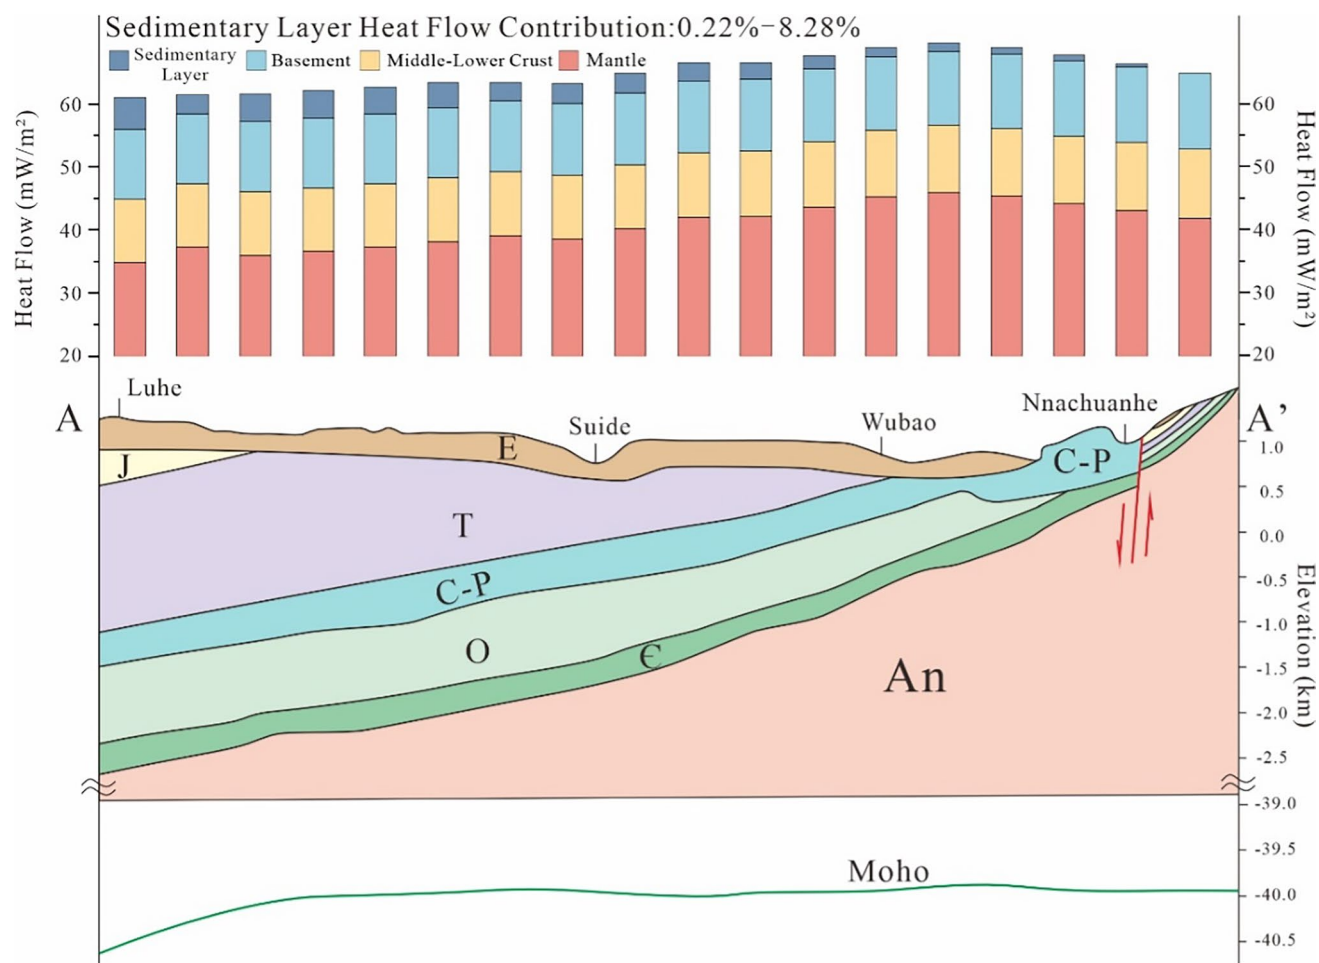 Sedimentary Layer Heat Flow Contribution:0.22%-8.28%
Sedimentary Layer
Basement
Middle-Lower Crust
Mantle
Heat Flow (mW/m²)
60
50
40
30
20
60
50
40
30
20
Heat Flow (mW/m²)
A
Luhe
Suide
Wubao
Nnachuanhe
A’
E
J
T
C-P
C-P
O
Є
An
1.0
0.5
0.0
-0.5
-1.0
-1.5
-2.0
-2.5
-39.0
-39.5
-40.0
-40.5
Elevation (km)
Moho